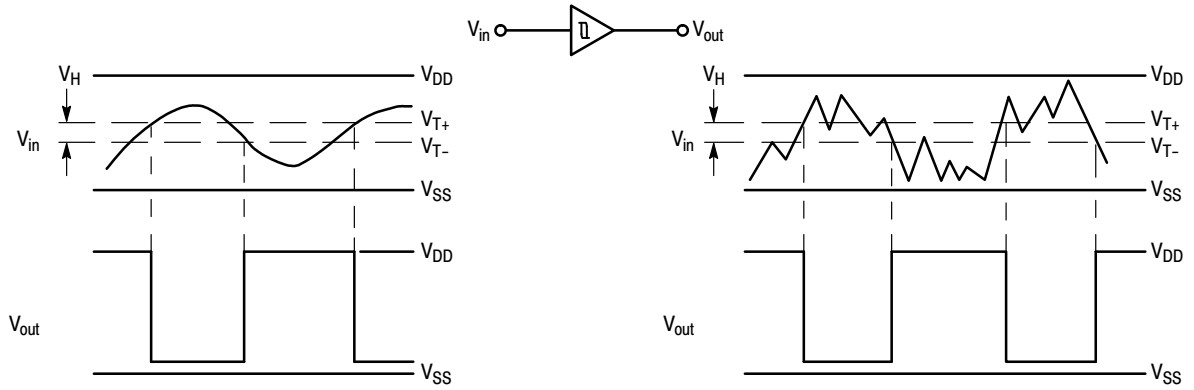 Vin Vout
VH VDD
VT+
Vin
VT-
VSS
VDD
Vout
VSS
VH VDD
VT+
Vin
VT-
VSS
VDD
Vout
VSS